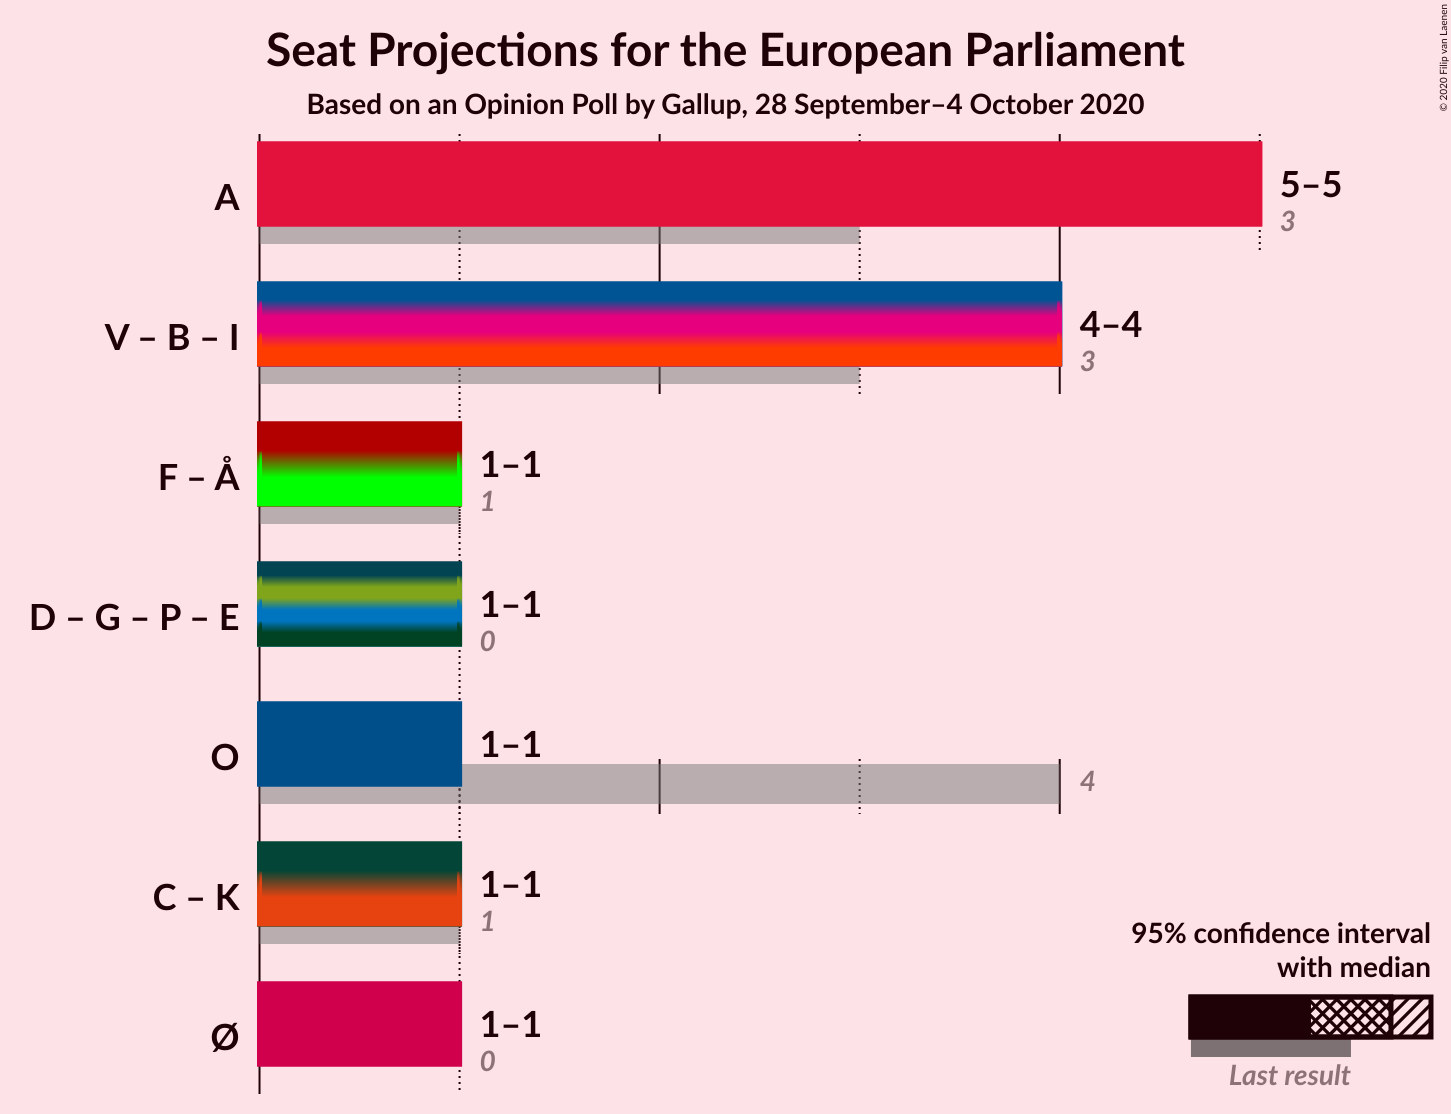 Seat Projections for the European Parliament
Based on an Opinion Poll by Gallup, 28 September–4 October 2020
© 2020 Filip van Laenen
A
5–5
3
V – B – I
4–4
3
F – Å
1–1
1
D – G – P – E
1–1
0
O
1–1
4
C – K
1–1
1
Ø
1–1
0
95% confidence interval
with median
Last result